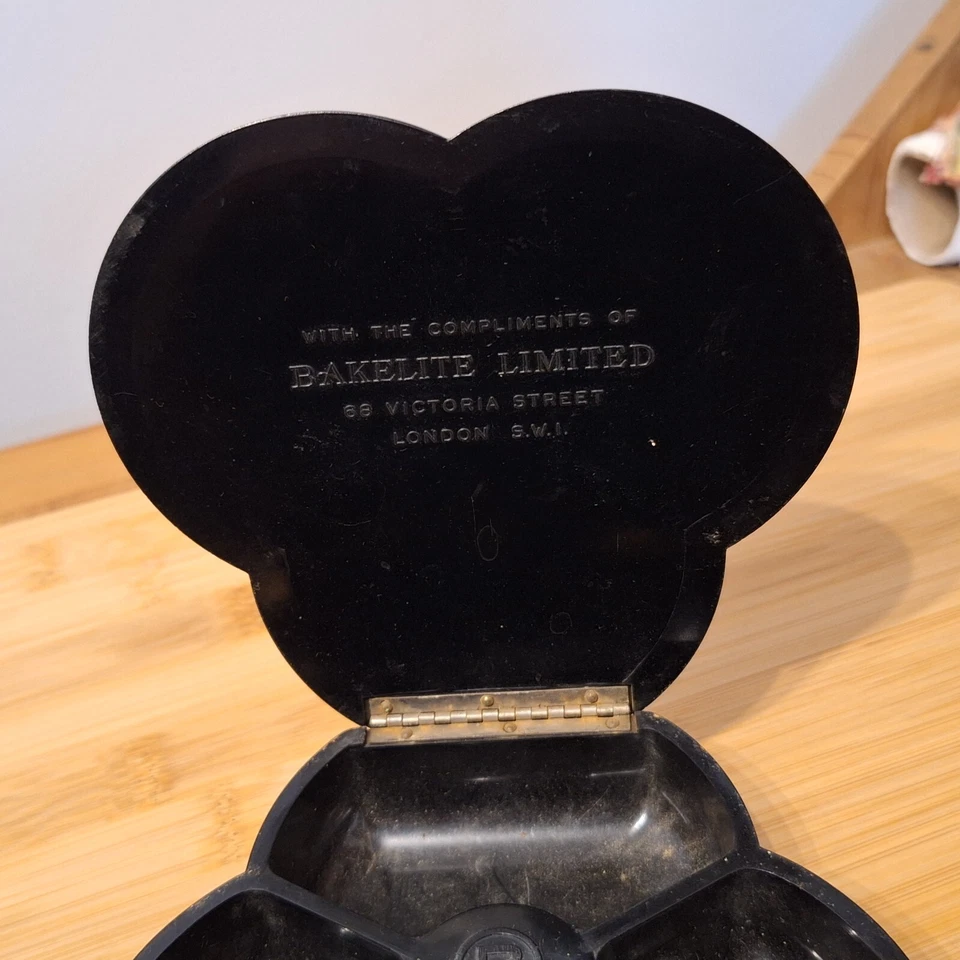 WITH THE COMPLIMENTS OF
BAKELITE LIMITED
68 VICTORIA STREET
LONDON S.W.1.